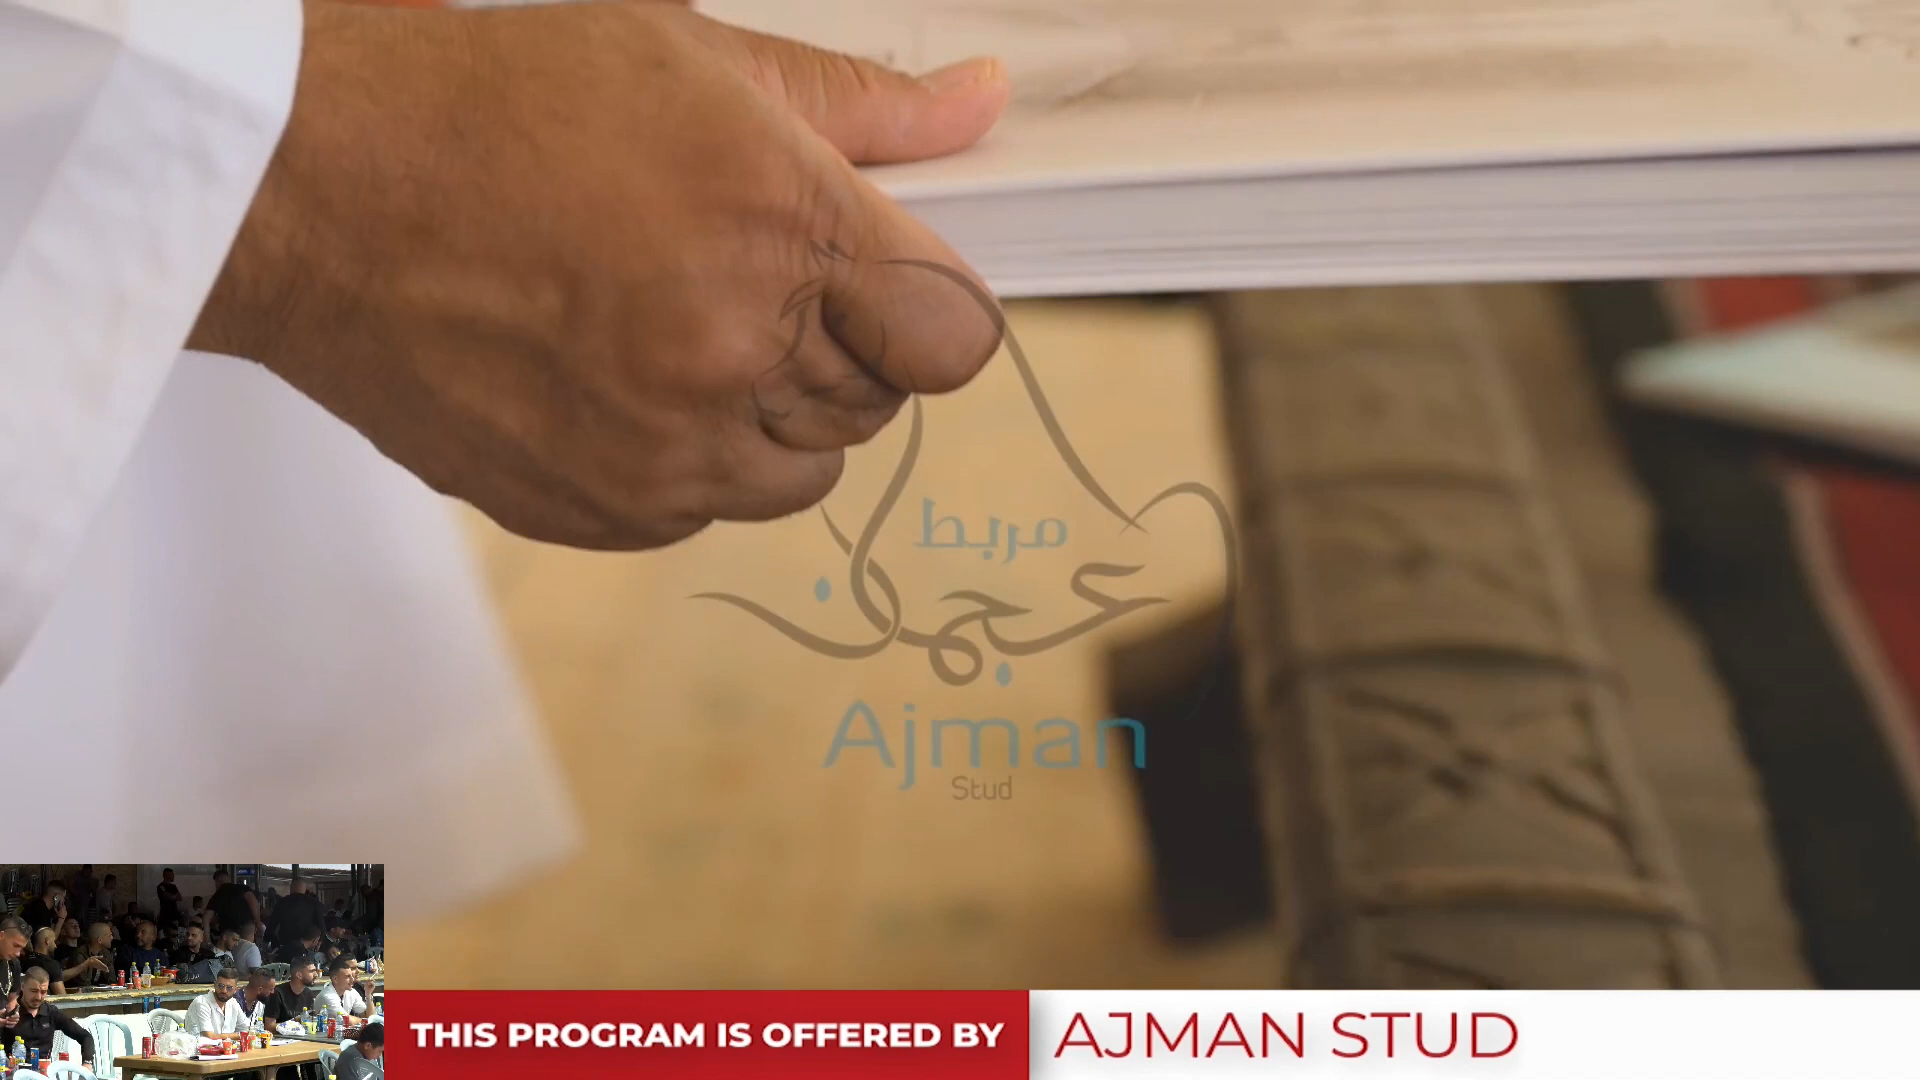 مربط
عجمان
Ajman
Stud
THIS PROGRAM IS OFFERED BY
AJMAN STUD